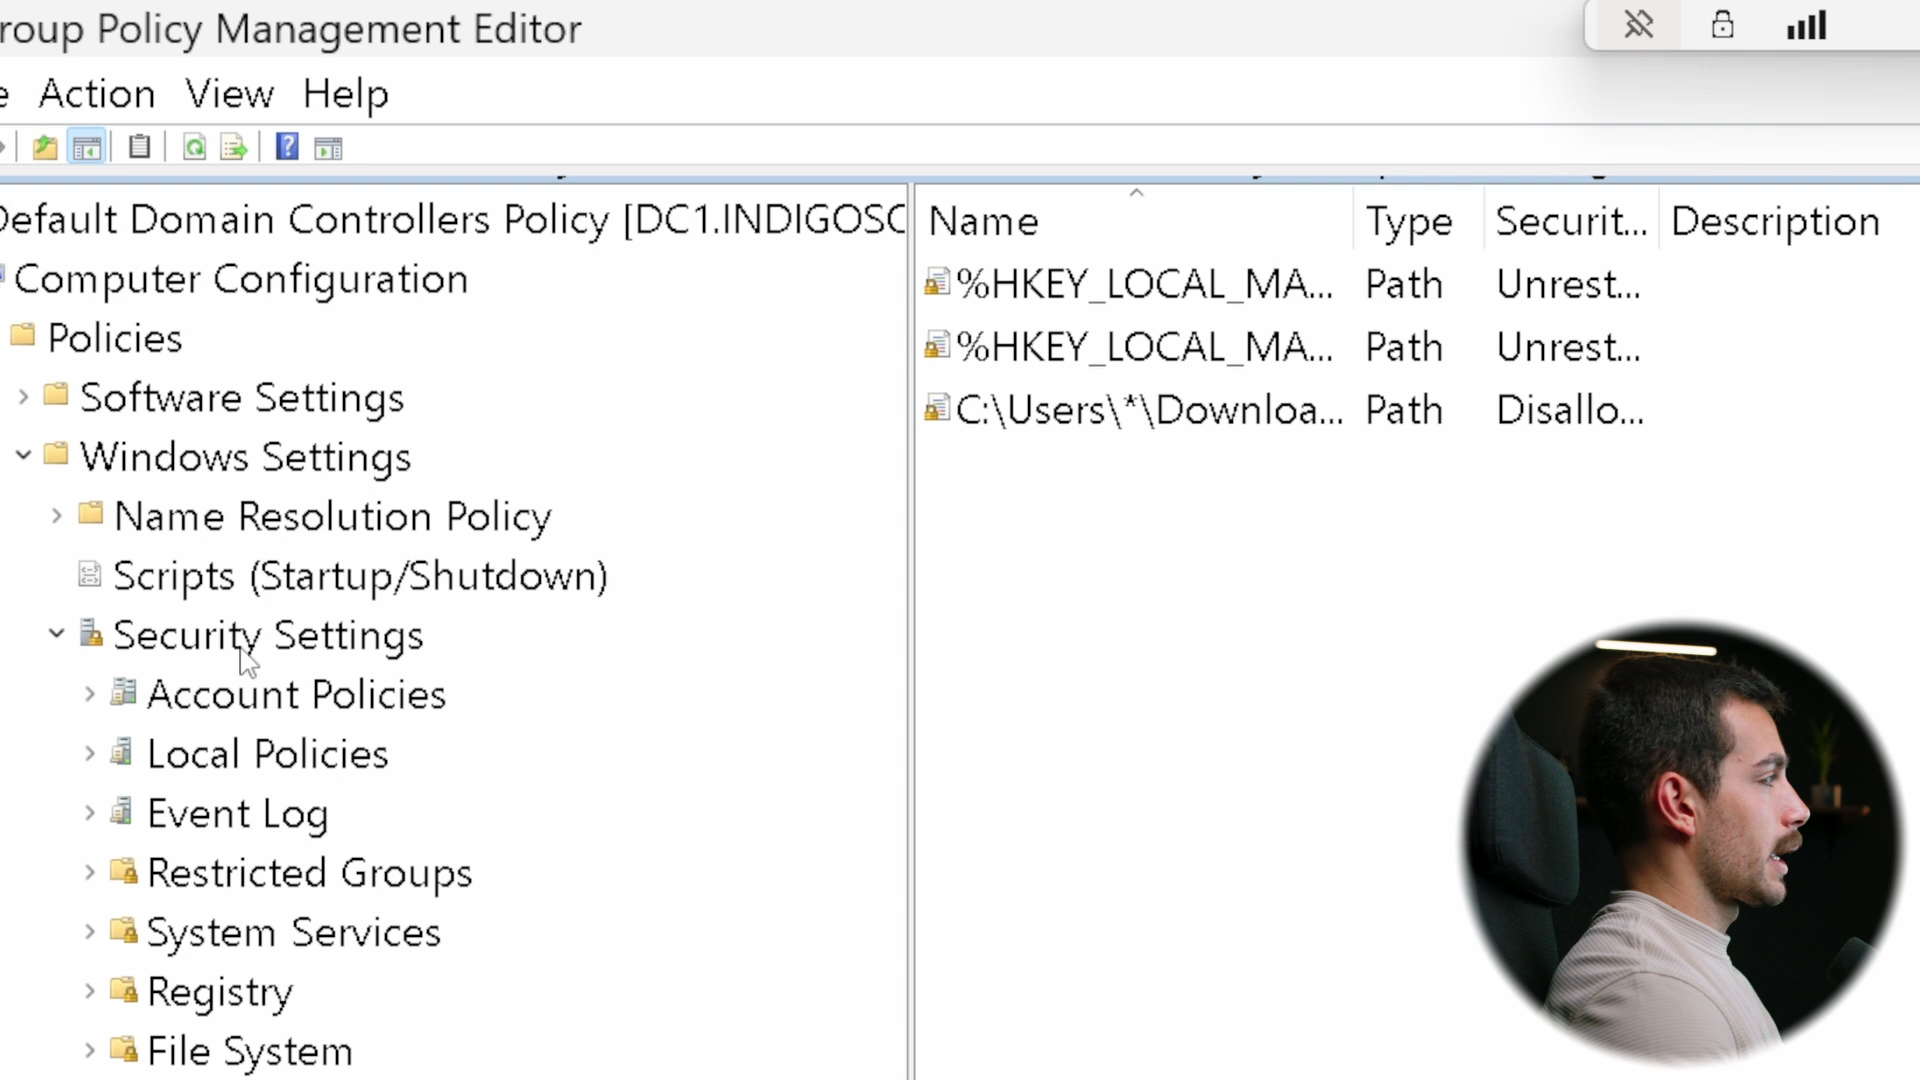 roup Policy Management Editor
e Action View Help
Default Domain Controllers Policy [DC1.INDIGOSC
Computer Configuration
Policies
Software Settings
Windows Settings
Name Resolution Policy
Scripts (Startup/Shutdown)
Security Settings
Account Policies
Local Policies
Event Log
Restricted Groups
System Services
Registry
File System
Name Type Securit... Description
%HKEY_LOCAL_MA... Path Unrest...
%HKEY_LOCAL_MA... Path Unrest...
C:\Users\*\Downloa... Path Disallo...